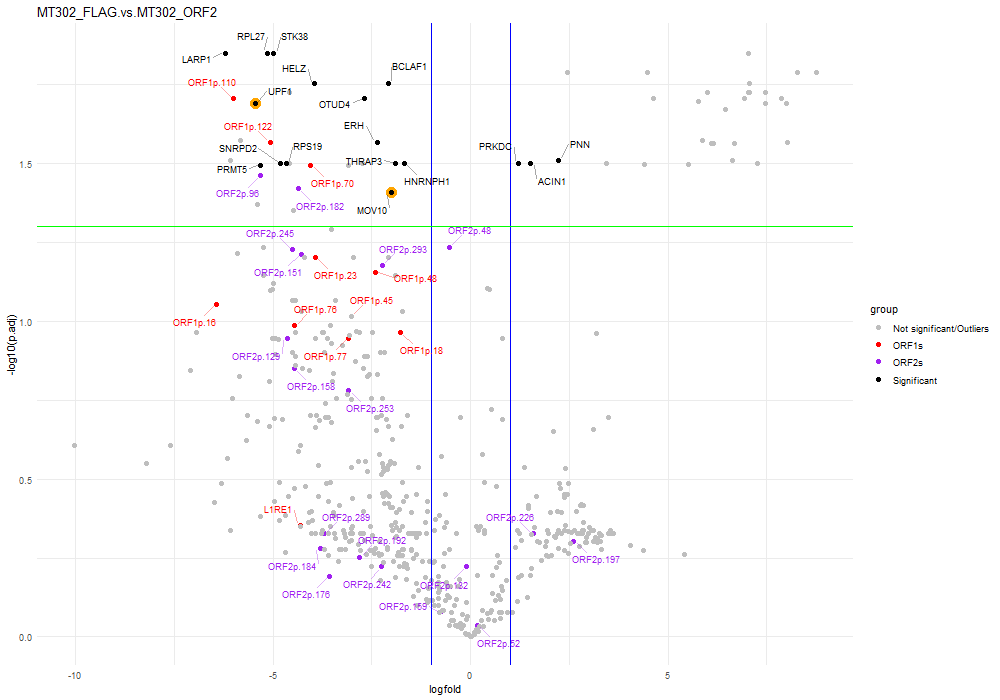 MT302_FLAG.vs.MT302_ORF2
RPL27
STK38
LARP1
HELZ
BCLAF1
ORF1p.110
UPF1
OTUD4
ORF1p.122
ERH
SNRPD2
RPS19
PRKDC
PNN
PRMT5
THRAP3
ORF1p.70
HNRNPH1
ACIN1
ORF2p.96
ORF2p.182
MOV10
ORF2p.245
ORF2p.48
ORF2p.293
ORF2p.151
ORF1p.23
ORF1p.48
ORF1p.76
ORF1p.45
ORF1p.16
ORF2p.129
ORF1p.77
ORF1p.18
ORF2p.158
ORF2p.253
L1RE1
ORF2p.289
ORF2p.226
ORF2p.192
ORF2p.197
ORF2p.184
ORF2p.242
ORF2p.132
ORF2p.176
ORF2p.159
ORF2p.52
-log10(p.adj)
1.5
1.0
0.5
0.0
-10
-5
0
5
logfold
group
Not significant/Outliers
ORF1s
ORF2s
Significant